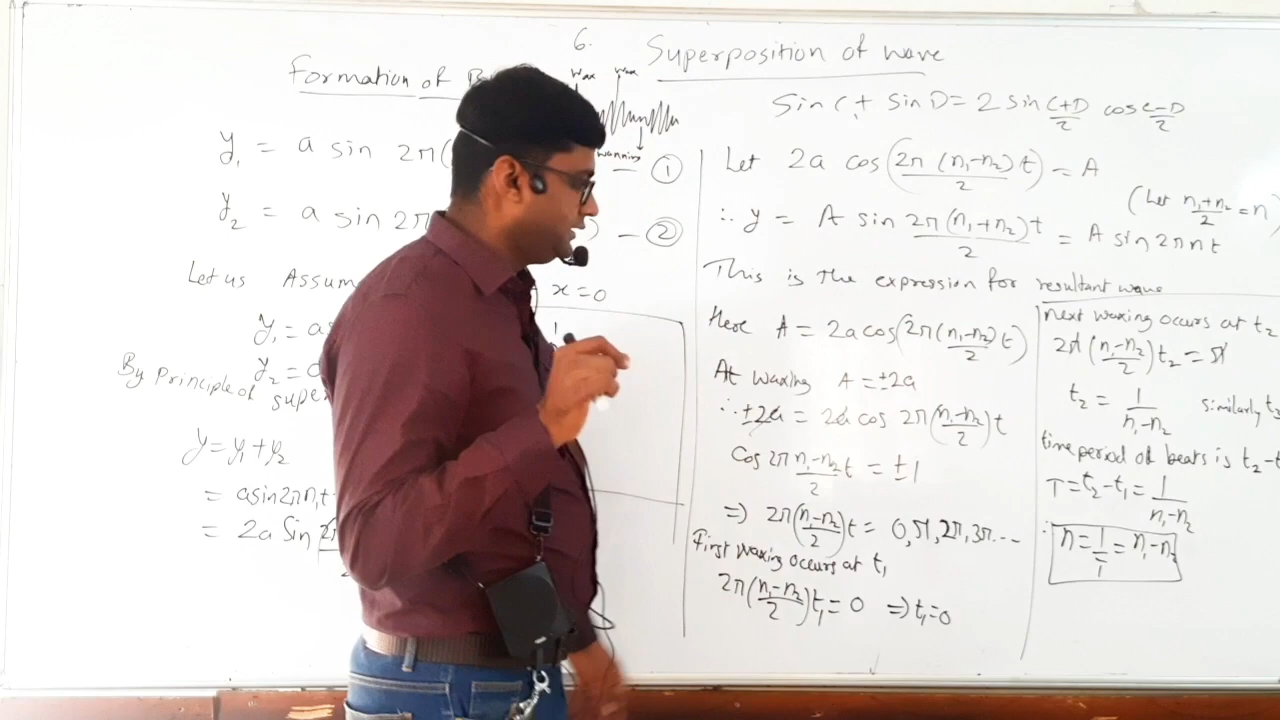 6.
Superposition of wave
Formation of
wax wax
wanning
Sin C + Sin D = 2 sin C+D/2 cos C-D/2
y₁ = a sin 2π( — ①
y₂ = a sin 2π ) — ②
Let us Assum x = 0
y₁ = a
y₂ =
By Principle of super
y = y₁ + y₂
= a sin 2π n₁t
= 2a Sin
Let 2a cos(2π (n₁-n₂)t/2) = A
(Let n₁+n₂/2 = n)
∴ y = A sin 2π(n₁+n₂)t/2 = A sin 2πnt
This is the expression for resultant wave
Here A = 2a cos(2π(n₁-n₂)/2 t)
At waxing A = ±2a
∴ ±2a = 2a cos 2π(n₁-n₂/2)t
Cos 2π n₁-n₂/2 t = ±1
=> 2π(n₁-n₂/2)t = 0, π, 2π, 3π...
First waxing occurs at t₁
2π(n₁-n₂/2)t₁ = 0 => t₁ = 0
next waxing occurs at t₂
2π(n₁-n₂/2)t₂ = π
t₂ = 1/n₁-n₂ similarly t₃
time period of beats is t₂-t
T = t₂-t₁ = 1/n₁-n₂
∴ n = 1/T = n₁-n₂